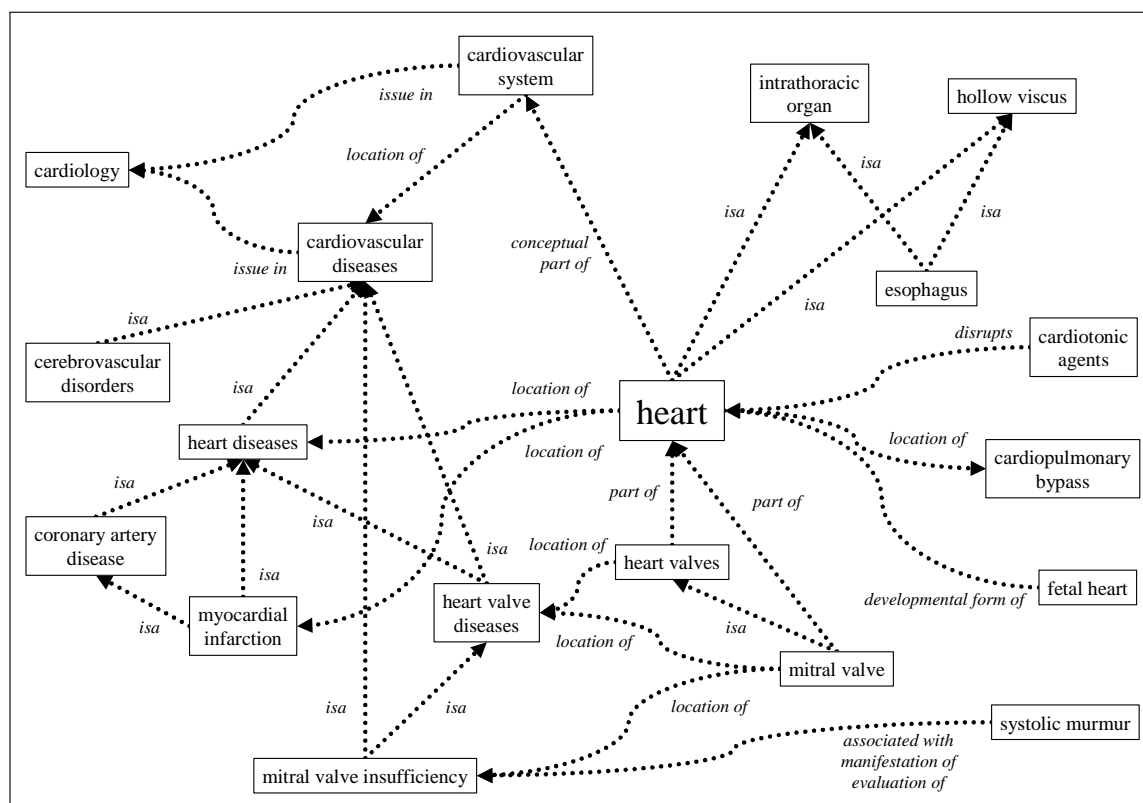 cardiovascular
system
intrathoracic
organ
hollow viscus
issue in
cardiology
location of
isa
isa
cardiovascular
diseases
conceptual
part of
issue in
esophagus
isa
isa
cerebrovascular
disorders
disrupts
cardiotonic
agents
isa
location of
heart
heart diseases
location of
location of
cardiopulmonary
bypass
isa
part of
part of
coronary artery
disease
isa
location of
heart valves
isa
isa
fetal heart
developmental form of
myocardial
infarction
heart valve
diseases
isa
isa
location of
mitral valve
isa
isa
location of
systolic murmur
associated with
manifestation of
evaluation of
mitral valve insufficiency